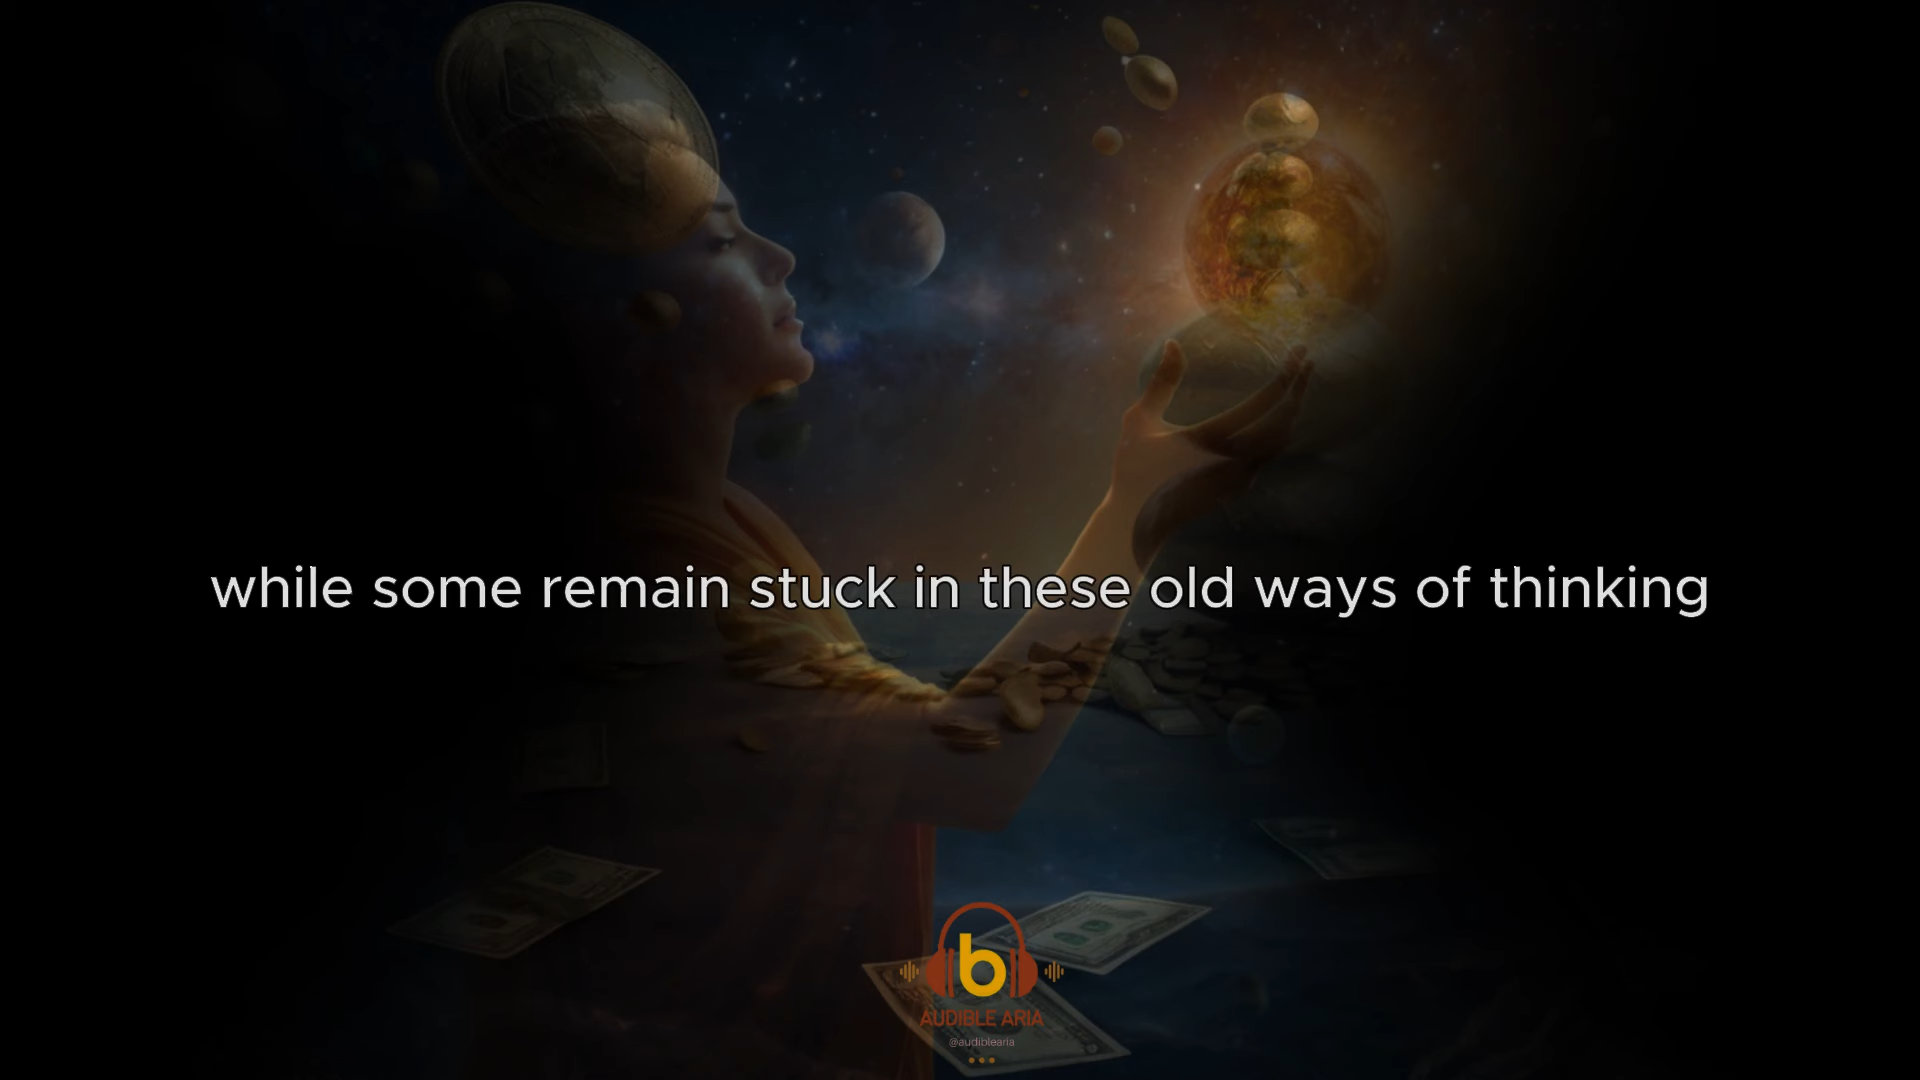 while some remain stuck in these old ways of thinking
b
AUDIBLE ARIA
@audiblearia